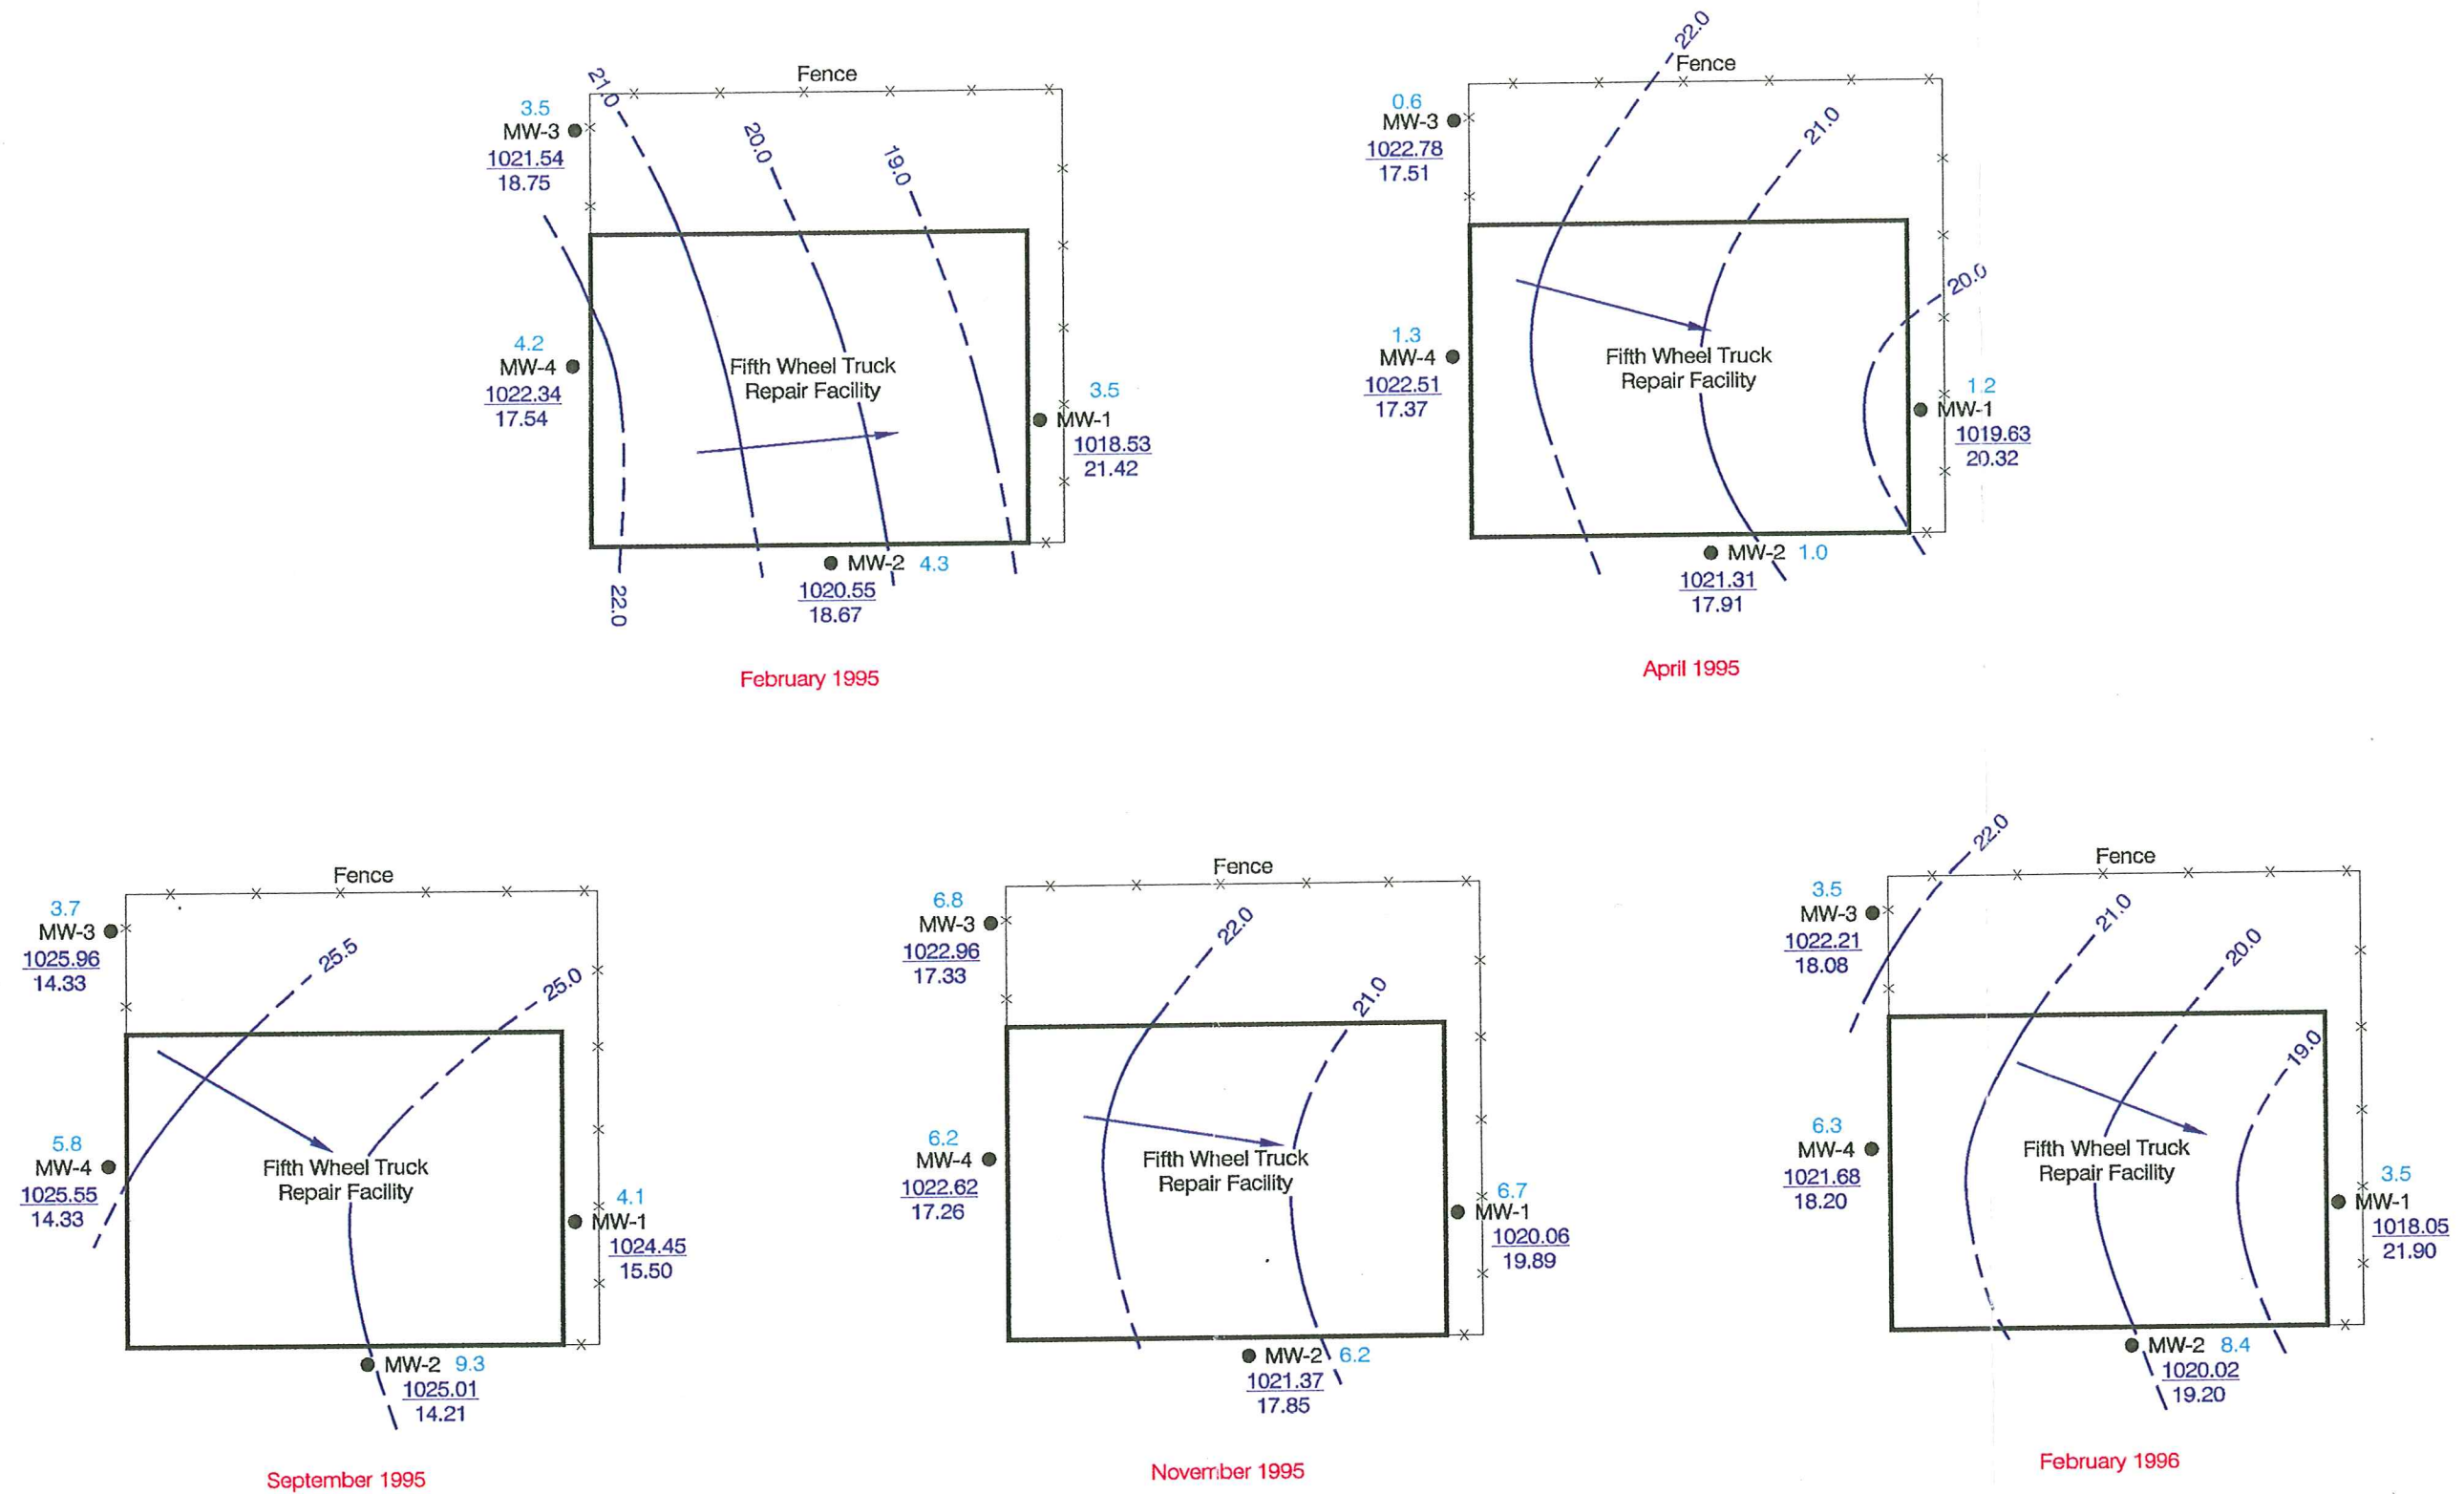 21.0
Fence
3.5
MW-3
1021.54
18.75
20.0
19.0
4.2
MW-4
1022.34
17.54
Fifth Wheel Truck
Repair Facility
3.5
MW-1
1018.53
21.42
MW-2 4.3
1020.55
18.67
22.0
February 1995
22.0
Fence
0.6
MW-3
1022.78
17.51
21.0
20.0
1.3
MW-4
1022.51
17.37
Fifth Wheel Truck
Repair Facility
1.2
MW-1
1019.63
20.32
MW-2 1.0
1021.31
17.91
April 1995
Fence
3.7
MW-3
1025.96
14.33
25.5
25.0
5.8
MW-4
1025.55
14.33
Fifth Wheel Truck
Repair Facility
4.1
MW-1
1024.45
15.50
MW-2 9.3
1025.01
14.21
September 1995
Fence
6.8
MW-3
1022.96
17.33
22.0
21.0
6.2
MW-4
1022.62
17.26
Fifth Wheel Truck
Repair Facility
6.7
MW-1
1020.06
19.89
MW-2 6.2
1021.37
17.85
November 1995
22.0
Fence
3.5
MW-3
1022.21
18.08
21.0
20.0
19.0
6.3
MW-4
1021.68
18.20
Fifth Wheel Truck
Repair Facility
3.5
MW-1
1018.05
21.90
MW-2 8.4
1020.02
19.20
February 1996